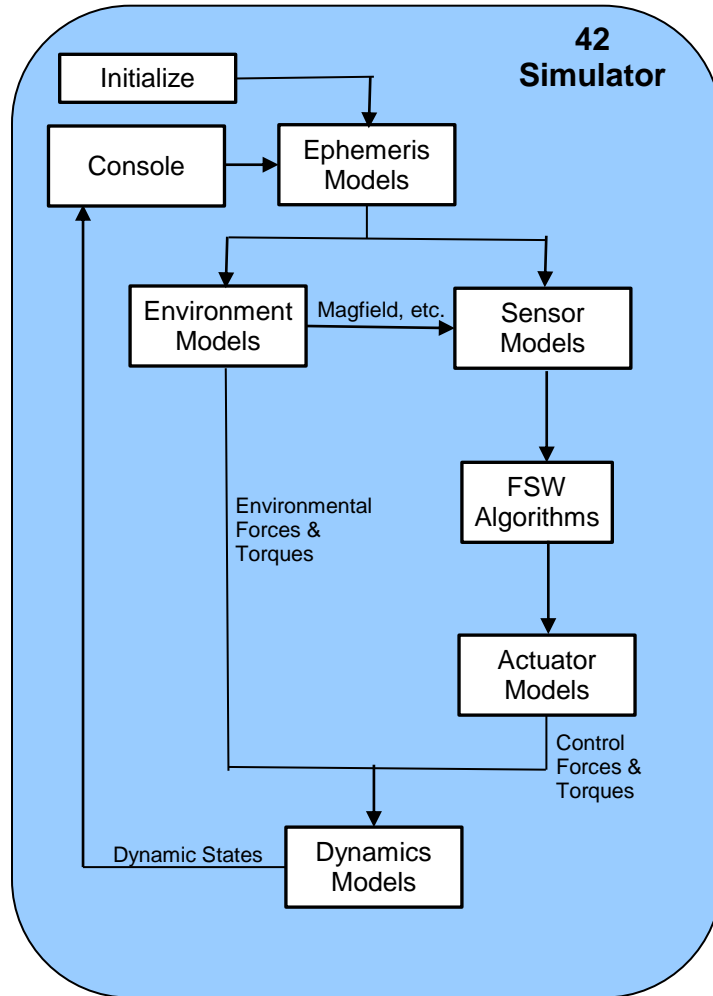 42
Simulator
Initialize
Console
Ephemeris
Models
Environment
Models
Magfield, etc.
Sensor
Models
FSW
Algorithms
Environmental
Forces &
Torques
Actuator
Models
Control
Forces &
Torques
Dynamic States
Dynamics
Models